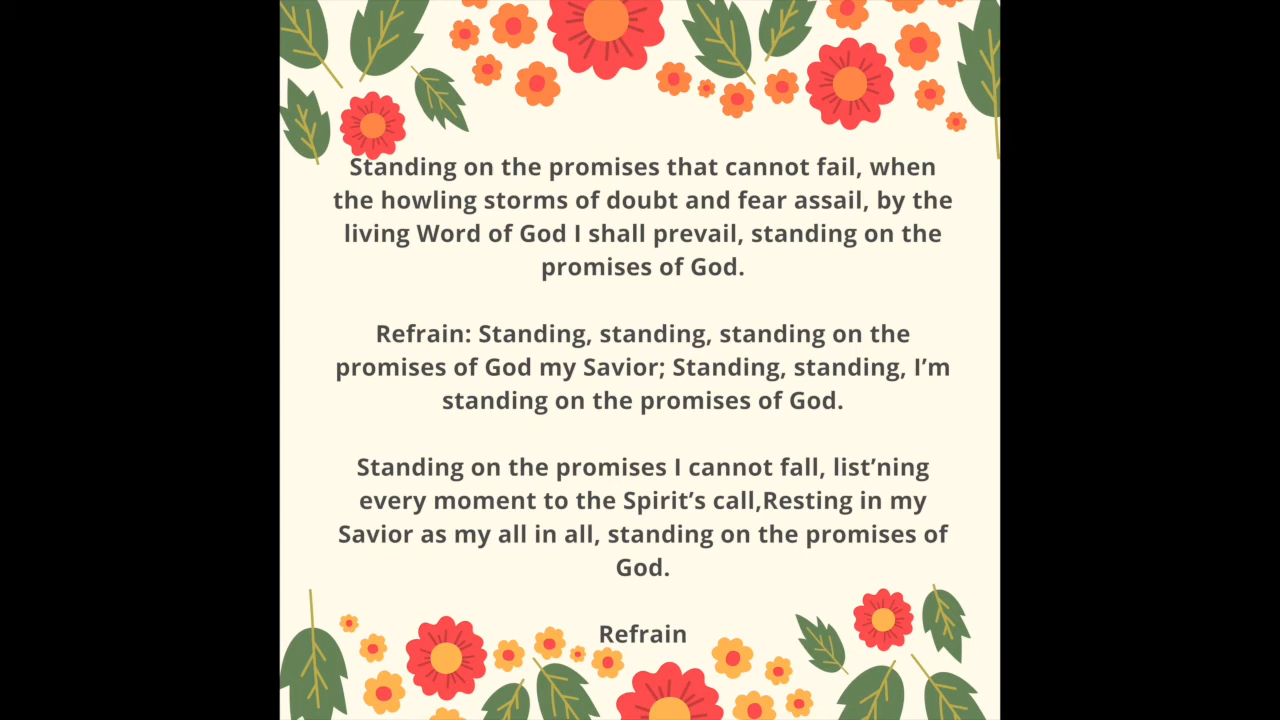 Standing on the promises that cannot fail, when
the howling storms of doubt and fear assail, by the
living Word of God I shall prevail, standing on the
promises of God.
Refrain: Standing, standing, standing on the
promises of God my Savior; Standing, standing, I’m
standing on the promises of God.
Standing on the promises I cannot fall, list’ning
every moment to the Spirit’s call,Resting in my
Savior as my all in all, standing on the promises of
God.
Refrain